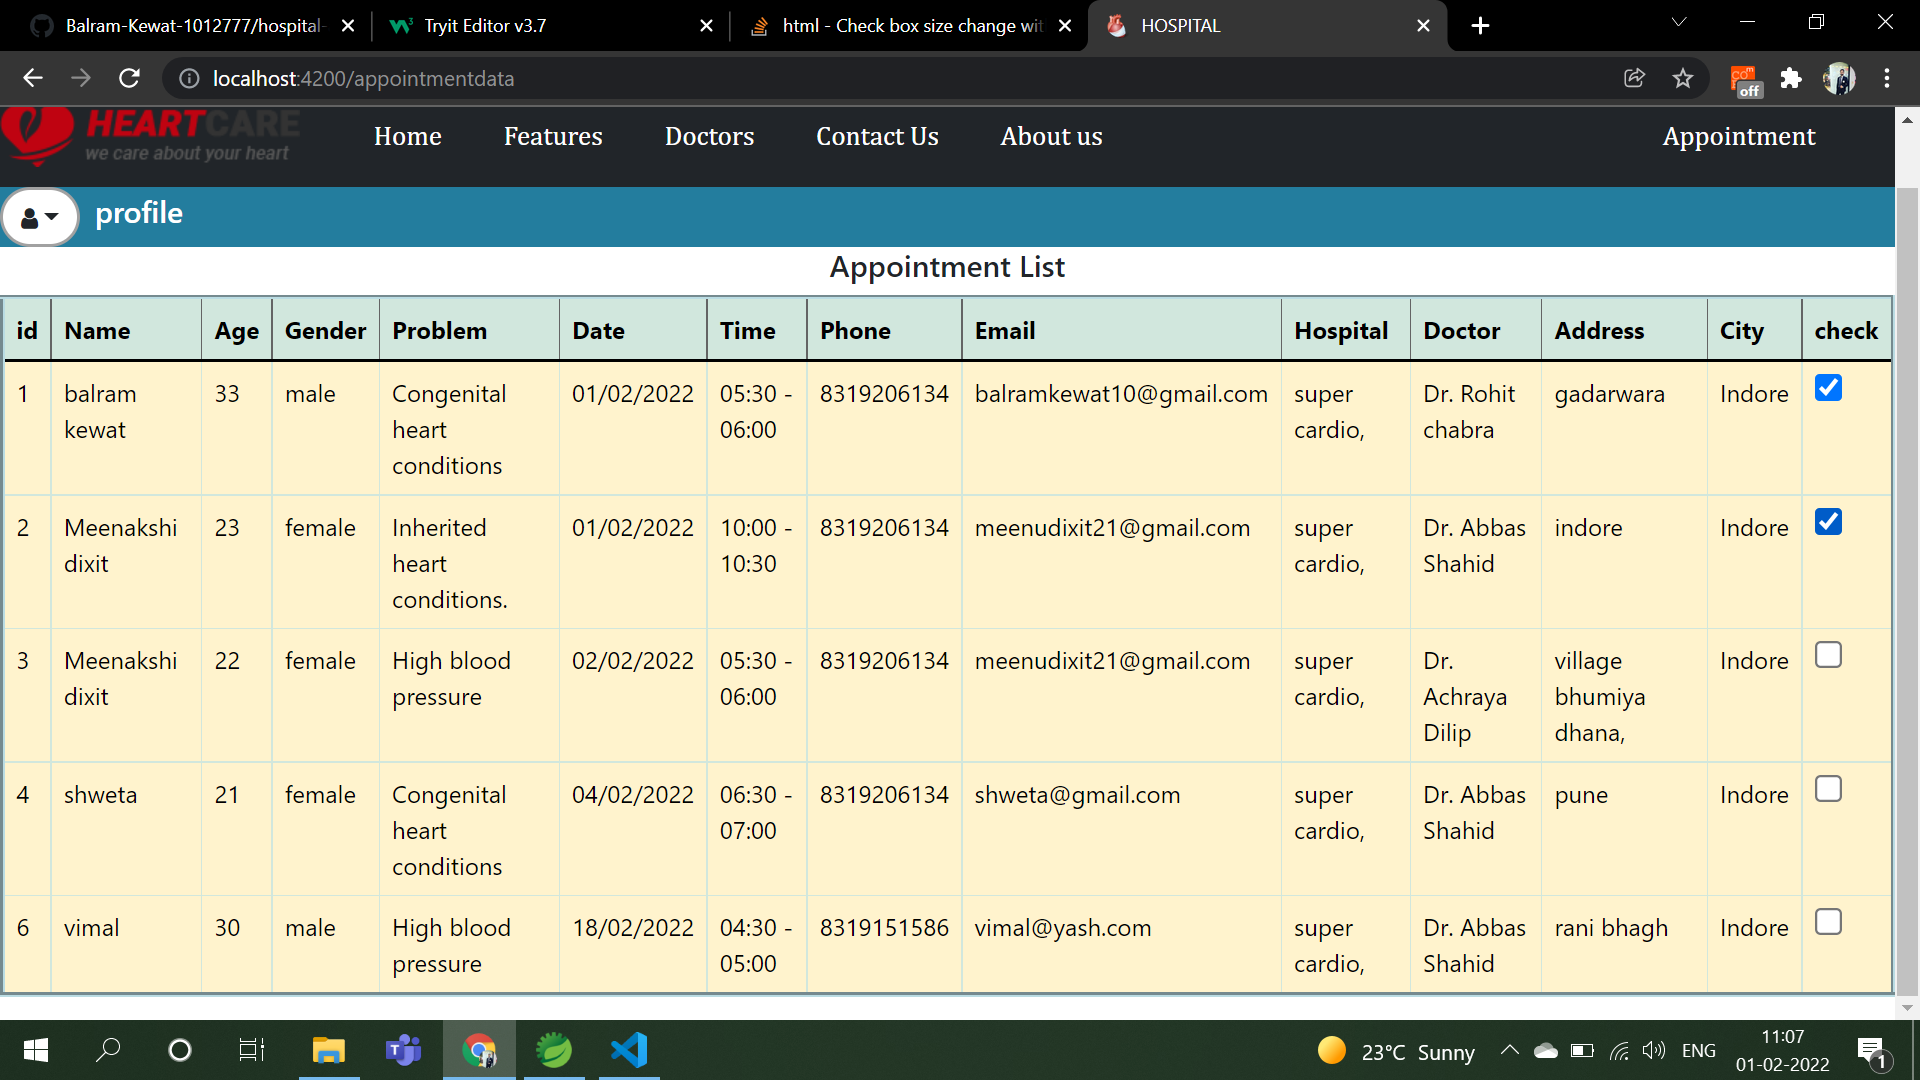 Balram-Kewat-1012777/hospital-
Tryit Editor v3.7
html - Check box size change wit
HOSPITAL
localhost:4200/appointmentdata
off
HEARTCARE
we care about your heart
Home Features Doctors Contact Us About us Appointment
profile
Appointment List
id Name Age Gender Problem Date Time Phone Email Hospital Doctor Address City check
1 balram 33 male Congenital 01/02/2022 05:30 - 8319206134 balramkewat10@gmail.com super Dr. Rohit gadarwara Indore
kewat heart 06:00 cardio, chabra
conditions
2 Meenakshi 23 female Inherited 01/02/2022 10:00 - 8319206134 meenudixit21@gmail.com super Dr. Abbas indore Indore
dixit heart 10:30 cardio, Shahid
conditions.
3 Meenakshi 22 female High blood 02/02/2022 05:30 - 8319206134 meenudixit21@gmail.com super Dr. village Indore
dixit pressure 06:00 cardio, Achraya bhumiya
Dilip dhana,
4 shweta 21 female Congenital 04/02/2022 06:30 - 8319206134 shweta@gmail.com super Dr. Abbas pune Indore
heart 07:00 cardio, Shahid
conditions
6 vimal 30 male High blood 18/02/2022 04:30 - 8319151586 vimal@yash.com super Dr. Abbas rani bhagh Indore
pressure 05:00 cardio, Shahid
23°C Sunny ENG 11:07
01-02-2022 1